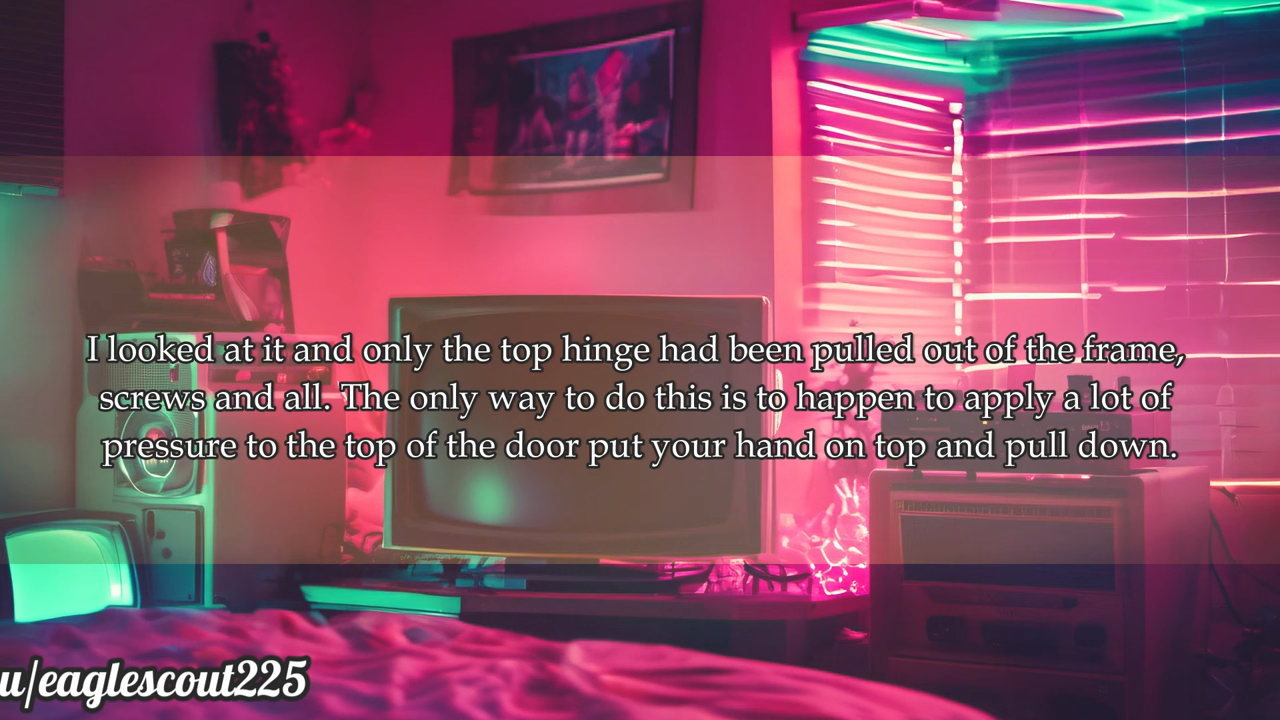 I looked at it and only the top hinge had been pulled out of the frame,
screws and all. The only way to do this is to happen to apply a lot of
pressure to the top of the door put your hand on top and pull down.
u/eaglescout225